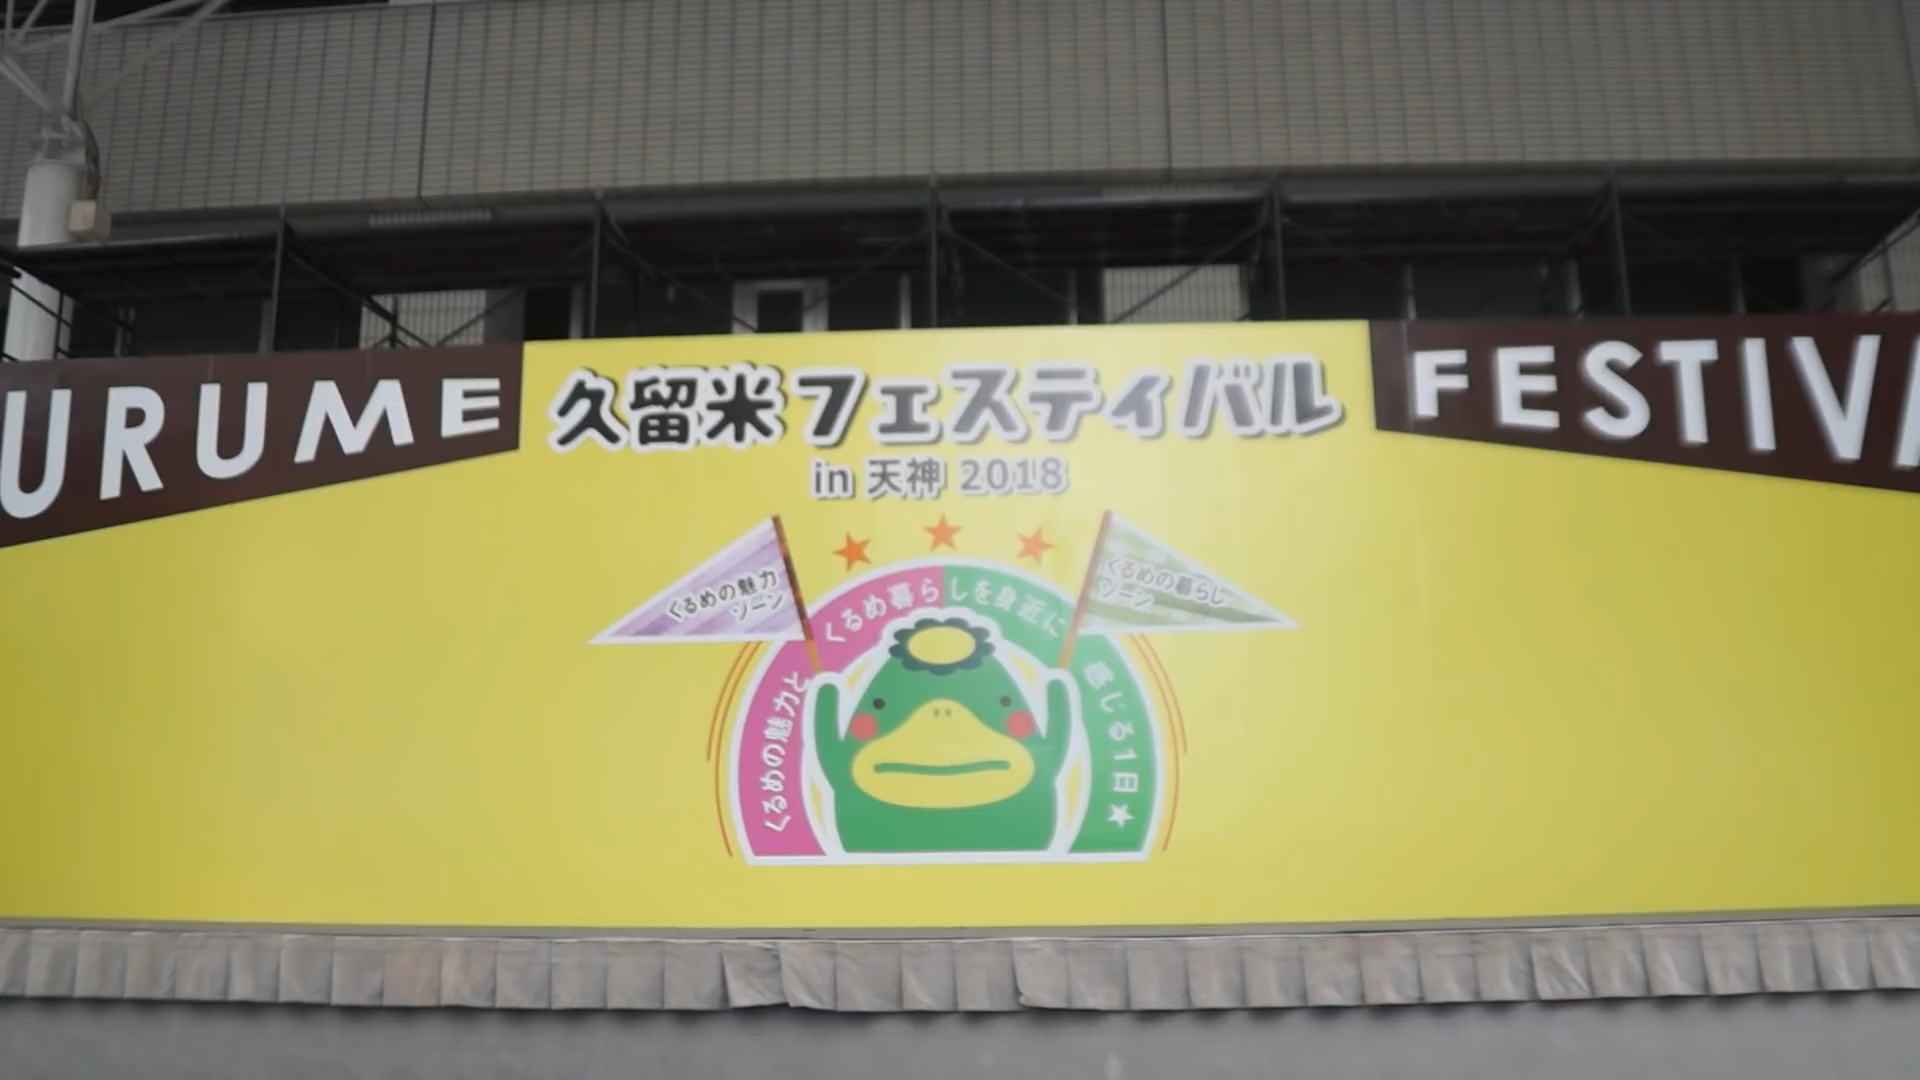 URUME
久留米フェスティバル
FESTIVA
in 天神 2018
くるめの魅力
ゾーン
くるめの暮らし
ゾーン
くるめの魅力と
くるめ暮らしを身近に
感じる1日★